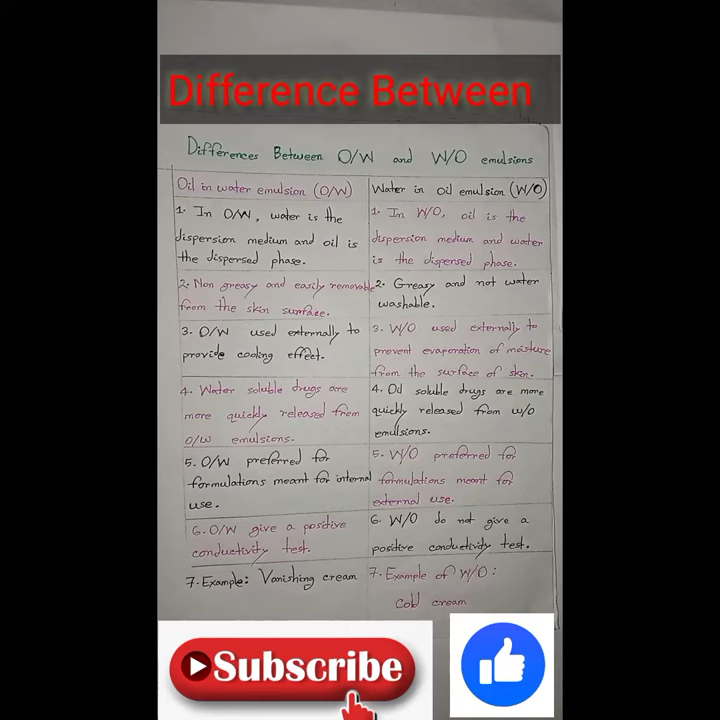 Difference Between
Differences Between O/W and W/O emulsions
Oil in water emulsion (O/W)
1. In O/W, water is the
dispersion medium and oil is
the dispersed phase.
2. Non greasy and easily removable
from the skin surface.
3. O/W used externally to
provide cooling effect.
4. Water soluble drugs are
more quickly released from
O/W emulsions.
5. O/W preferred for
formulations meant for internal
use.
6. O/W give a positive
conductivity test.
7. Example: Vanishing cream
Water in oil emulsion (W/O)
1. In W/O, oil is the
dispersion medium and water
is the dispersed phase.
2. Greasy and not water
washable.
3. W/O used externally to
prevent evaporation of moisture
from the surface of skin.
4. Oil soluble drugs are more
quickly released from w/o
emulsions.
5. W/O preferred for
formulations meant for
external use.
6. W/O do not give a
positive conductivity test.
7. Example of W/O:
cold cream
Subscribe